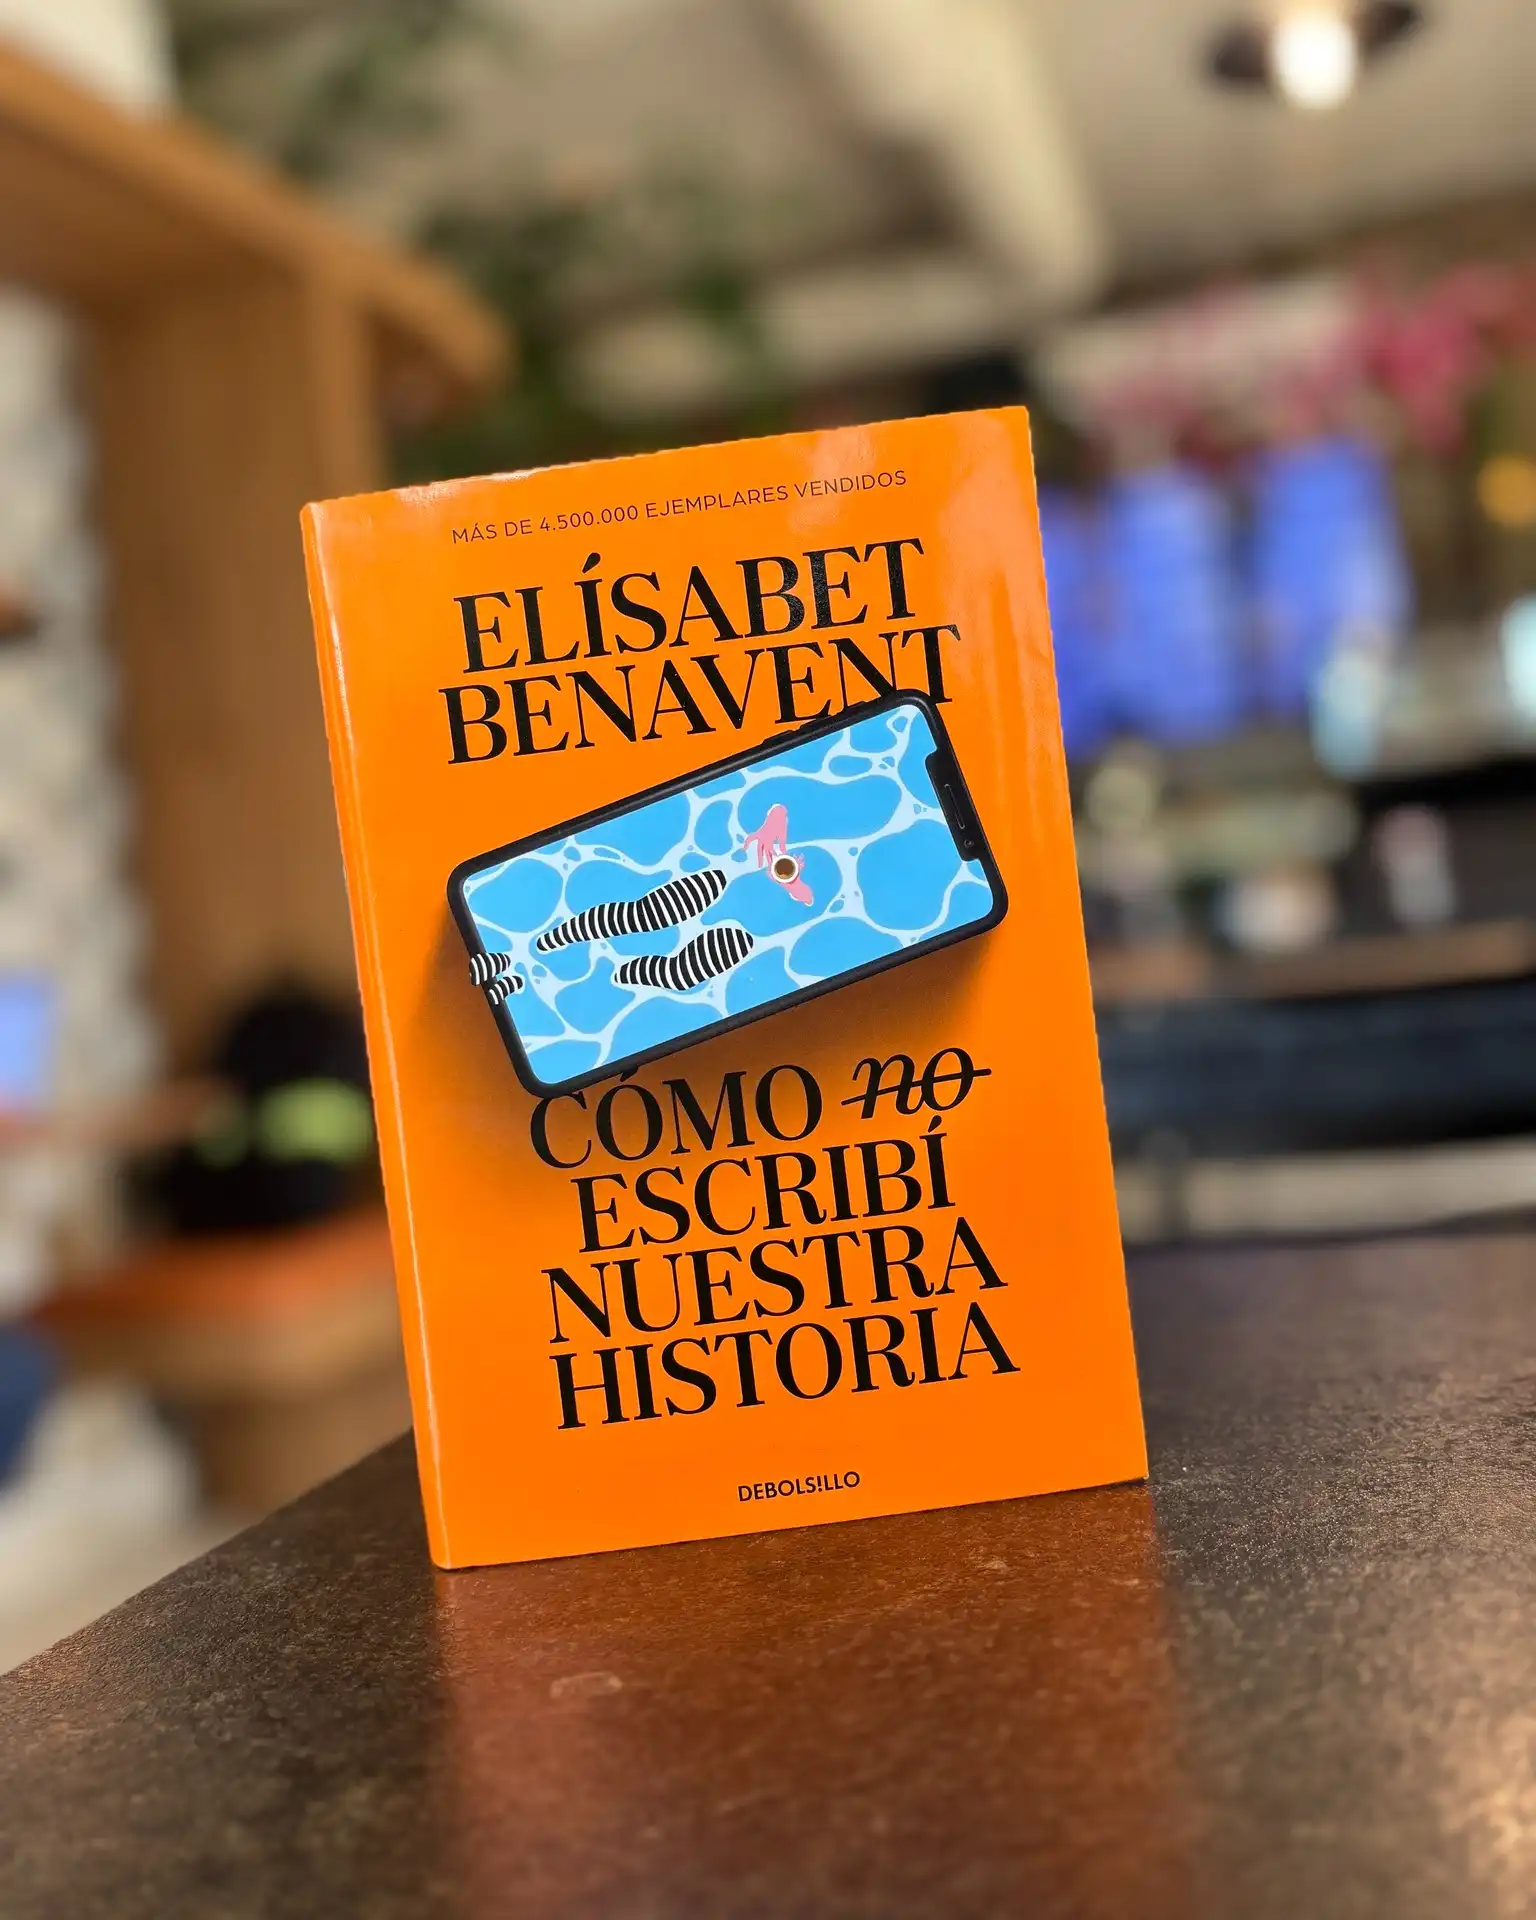 MÁS DE 4.500.000 EJEMPLARES VENDIDOS
ELÍSABET
BENAVENT
CÓMO no
ESCRIBÍ
NUESTRA
HISTORIA
DEBOLS!LLO